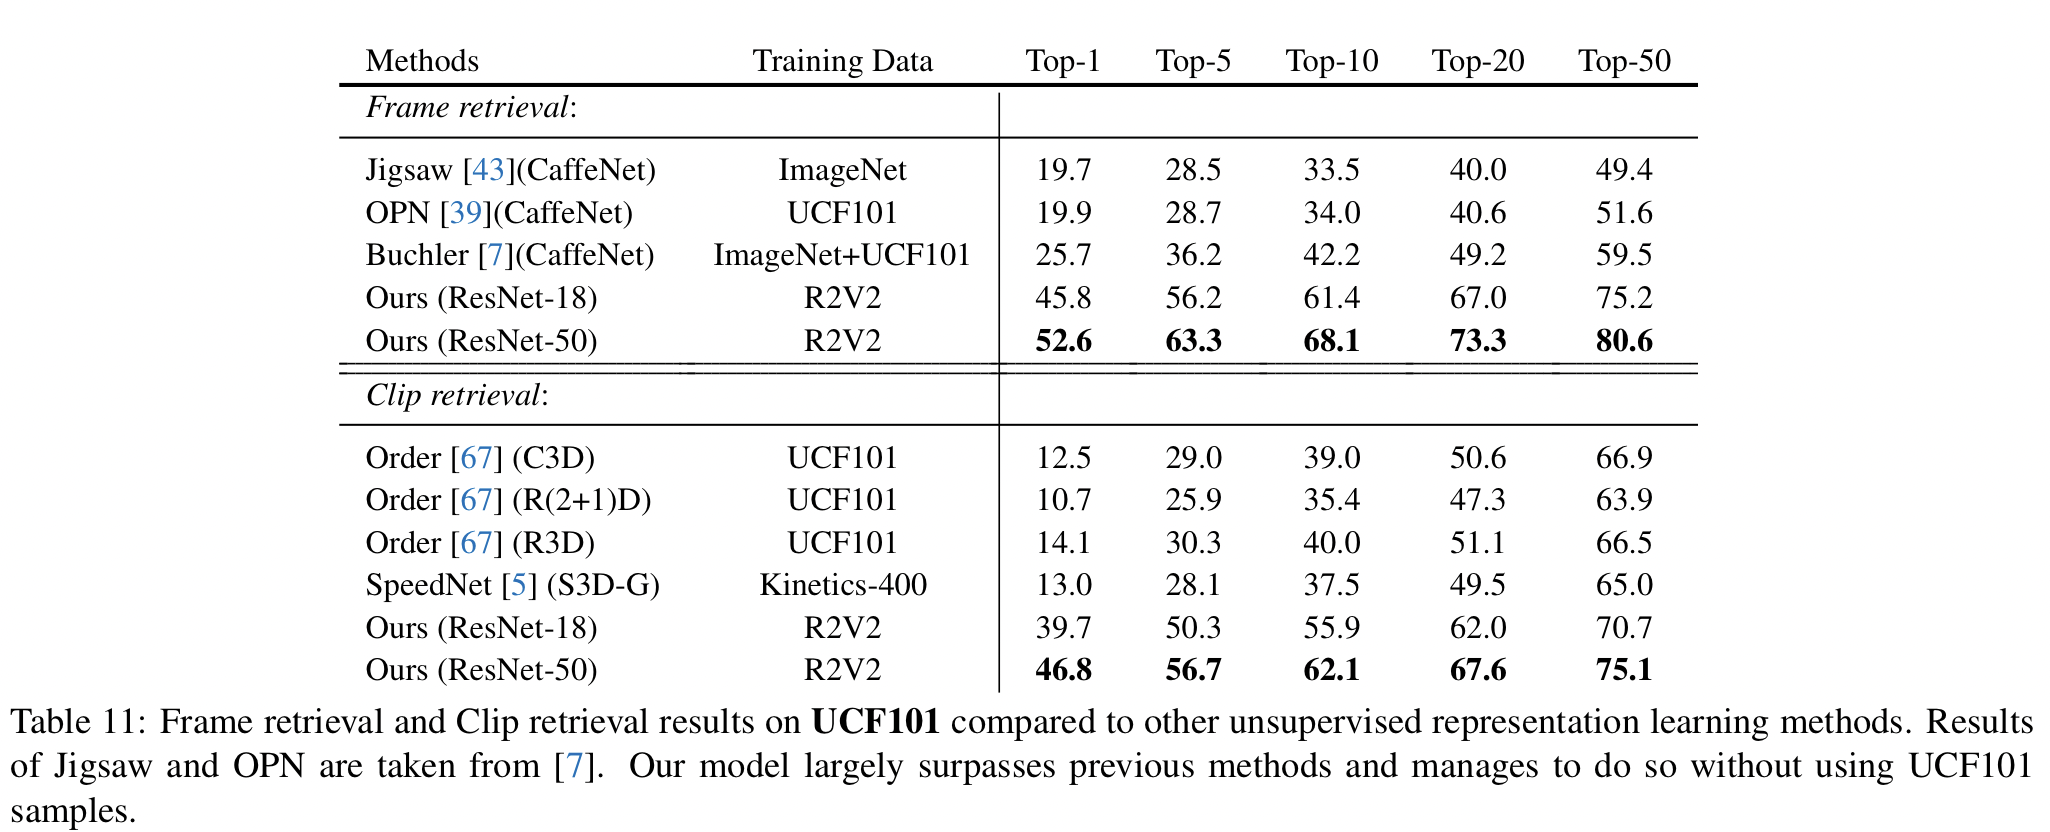 Methods Training Data Top-1 Top-5 Top-10 Top-20 Top-50
Frame retrieval:
Jigsaw [43](CaffeNet) ImageNet 19.7 28.5 33.5 40.0 49.4
OPN [39](CaffeNet) UCF101 19.9 28.7 34.0 40.6 51.6
Buchler [7](CaffeNet) ImageNet+UCF101 25.7 36.2 42.2 49.2 59.5
Ours (ResNet-18) R2V2 45.8 56.2 61.4 67.0 75.2
Ours (ResNet-50) R2V2 52.6 63.3 68.1 73.3 80.6
Clip retrieval:
Order [67] (C3D) UCF101 12.5 29.0 39.0 50.6 66.9
Order [67] (R(2+1)D) UCF101 10.7 25.9 35.4 47.3 63.9
Order [67] (R3D) UCF101 14.1 30.3 40.0 51.1 66.5
SpeedNet [5] (S3D-G) Kinetics-400 13.0 28.1 37.5 49.5 65.0
Ours (ResNet-18) R2V2 39.7 50.3 55.9 62.0 70.7
Ours (ResNet-50) R2V2 46.8 56.7 62.1 67.6 75.1
Table 11: Frame retrieval and Clip retrieval results on UCF101 compared to other unsupervised representation learning methods. Results
of Jigsaw and OPN are taken from [7]. Our model largely surpasses previous methods and manages to do so without using UCF101
samples.